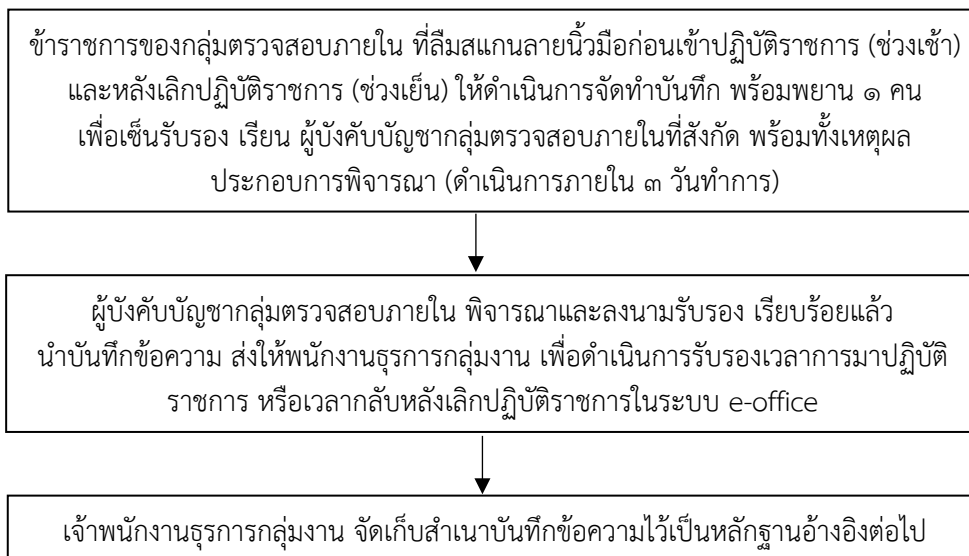 ข้าราชการของกลุ่มตรวจสอบภายใน ที่ลืมสแกนลายนิ้วมือก่อนเข้าปฏิบัติราชการ (ช่วงเช้า)
และหลังเลิกปฏิบัติราชการ (ช่วงเย็น) ให้ดำเนินการจัดทำบันทึก พร้อมพยาน ๑ คน
เพื่อเซ็นรับรอง เรียน ผู้บังคับบัญชากลุ่มตรวจสอบภายในที่สังกัด พร้อมทั้งเหตุผล
ประกอบการพิจารณา (ดำเนินการภายใน ๓ วันทำการ)
ผู้บังคับบัญชากลุ่มตรวจสอบภายใน พิจารณาและลงนามรับรอง เรียบร้อยแล้ว
นำบันทึกข้อความ ส่งให้พนักงานธุรการกลุ่มงาน เพื่อดำเนินการรับรองเวลาการมาปฏิบัติ
ราชการ หรือเวลากลับหลังเลิกปฏิบัติราชการในระบบ e-office
เจ้าพนักงานธุรการกลุ่มงาน จัดเก็บสำเนาบันทึกข้อความไว้เป็นหลักฐานอ้างอิงต่อไป